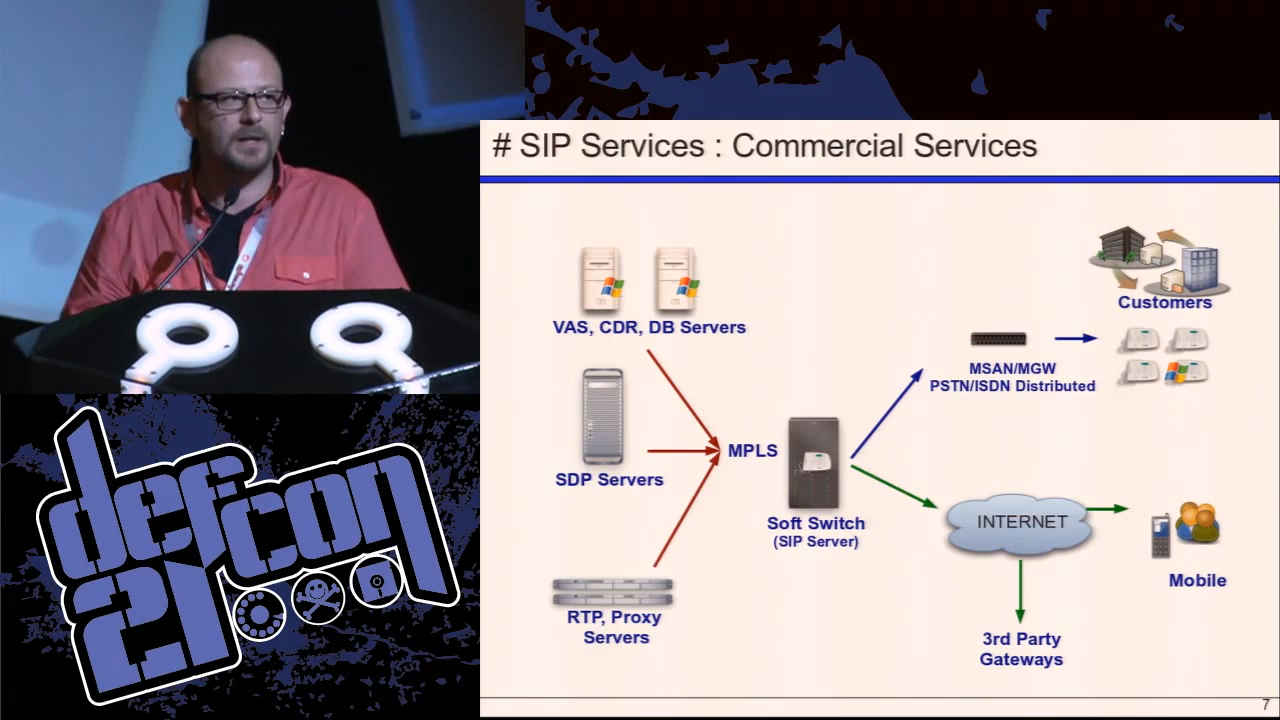 # SIP Services : Commercial Services
VAS, CDR, DB Servers
SDP Servers
RTP, Proxy
Servers
MPLS
Soft Switch
(SIP Server)
Customers
MSAN/MGW
PSTN/ISDN Distributed
INTERNET
Mobile
3rd Party
Gateways
7
defcon
21